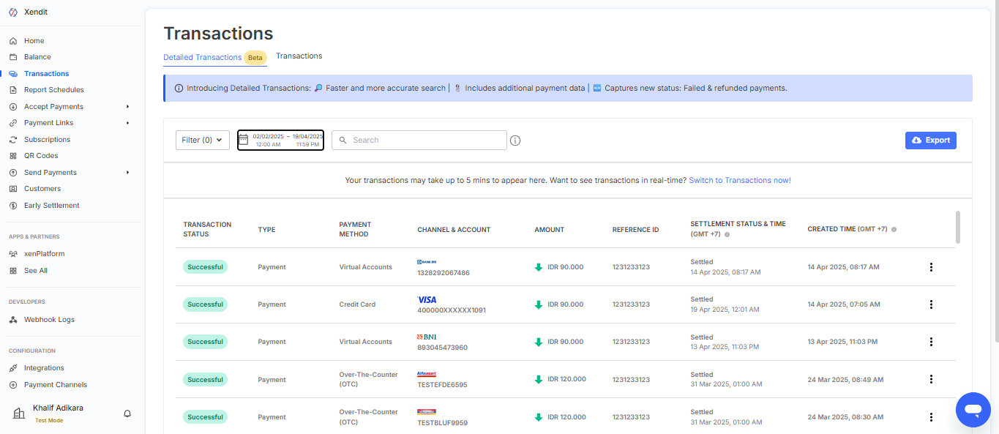 Xendit
Home
Balance
Transactions
Report Schedules
Accept Payments
Payment Links
Subscriptions
QR Codes
Send Payments
Customers
Early Settlement
APPS & PARTNERS
xenPlatform
See All
DEVELOPERS
Webhook Logs
CONFIGURATION
Integrations
Payment Channels
Khalif Adikara
Test Mode
Transactions
Detailed Transactions Beta Transactions
Introducing Detailed Transactions: Faster and more accurate search | Includes additional payment data | Captures new status: Failed & refunded payments.
Filter (0) 02/02/2025 - 19/04/2025 Search Export
12:00 AM 11:59 PM
Your transactions may take up to 5 mins to appear here. Want to see transactions in real-time? Switch to Transactions now!
TRANSACTION STATUS TYPE PAYMENT METHOD CHANNEL & ACCOUNT AMOUNT REFERENCE ID SETTLEMENT STATUS & TIME (GMT +7) CREATED TIME (GMT +7)
Successful Payment Virtual Accounts BANK BNI 1328292067486 IDR 90.000 1231233123 Settled 14 Apr 2025, 08:17 AM 14 Apr 2025, 08:17 AM
Successful Payment Credit Card VISA 400000XXXXXX1091 IDR 90.000 1231233123 Settled 19 Apr 2025, 12:01 AM 14 Apr 2025, 07:05 AM
Successful Payment Virtual Accounts BNI 893045473960 IDR 90.000 1231233123 Settled 13 Apr 2025, 11:03 PM 13 Apr 2025, 11:03 PM
Successful Payment Over-The-Counter (OTC) Alfamart TESTEFDE6595 IDR 120.000 1231233123 Settled 31 Mar 2025, 01:00 AM 24 Mar 2025, 08:49 AM
Successful Payment Over-The-Counter (OTC) TESTBLUF9959 IDR 120.000 1231233123 Settled 31 Mar 2025, 01:00 AM 24 Mar 2025, 08:30 AM